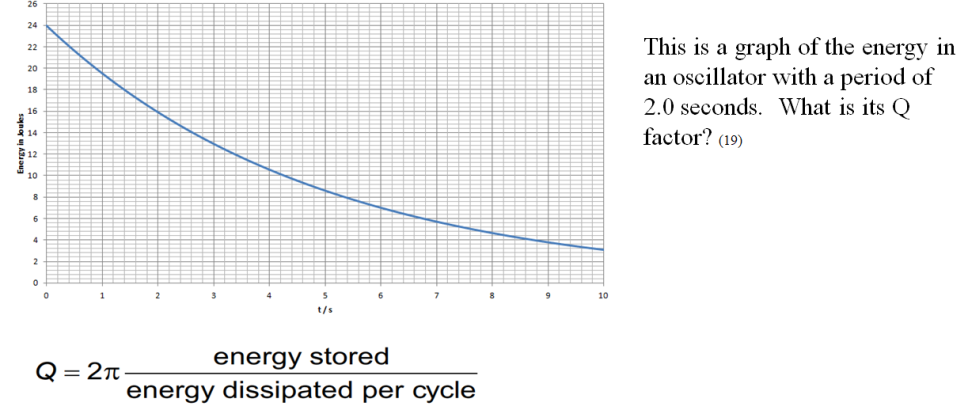 26
24
22
20
18
16
14
12
10
8
6
4
2
0
Energy in Joules
0 1 2 3 4 5 6 7 8 9 10
t/s
This is a graph of the energy in
an oscillator with a period of
2.0 seconds. What is its Q
factor? (19)
Q = 2π energy stored
energy dissipated per cycle